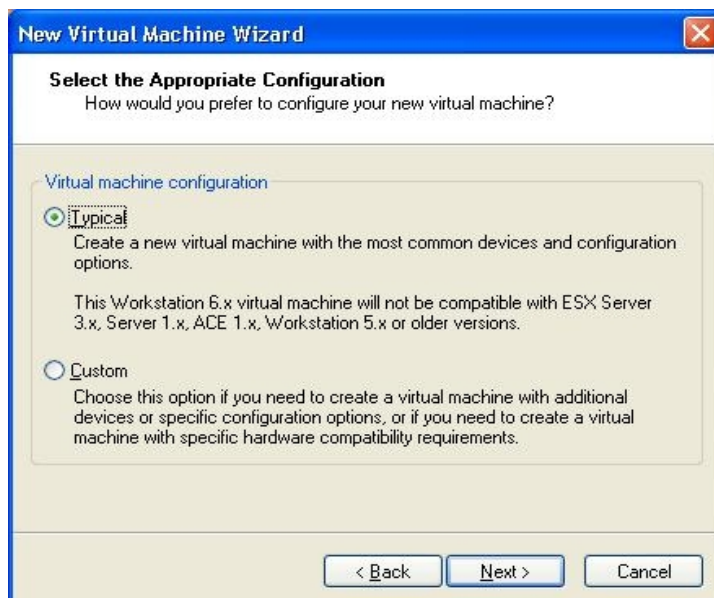 New Virtual Machine Wizard
Select the Appropriate Configuration
How would you prefer to configure your new virtual machine?
Virtual machine configuration
Typical
Create a new virtual machine with the most common devices and configuration
options.
This Workstation 6.x virtual machine will not be compatible with ESX Server
3.x, Server 1.x, ACE 1.x, Workstation 5.x or older versions.
Custom
Choose this option if you need to create a virtual machine with additional
devices or specific configuration options, or if you need to create a virtual
machine with specific hardware compatibility requirements.
< Back Next > Cancel